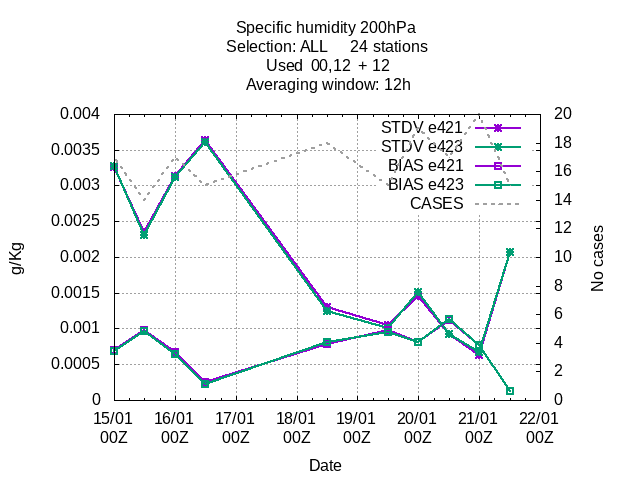 Specific humidity 200hPa
Selection: ALL     24 stations
Used  00,12  + 12
Averaging window: 12h
0.004
0.0035
0.003
0.0025
0.002
0.0015
0.001
0.0005
0
g/Kg
STDV e421
STDV e423
BIAS e421
BIAS e423
CASES
20
18
16
14
12
10
8
6
4
2
0
No cases
15/01 16/01 17/01 18/01 19/01 20/01 21/01 22/01
00Z 00Z 00Z 00Z 00Z 00Z 00Z 00Z
Date